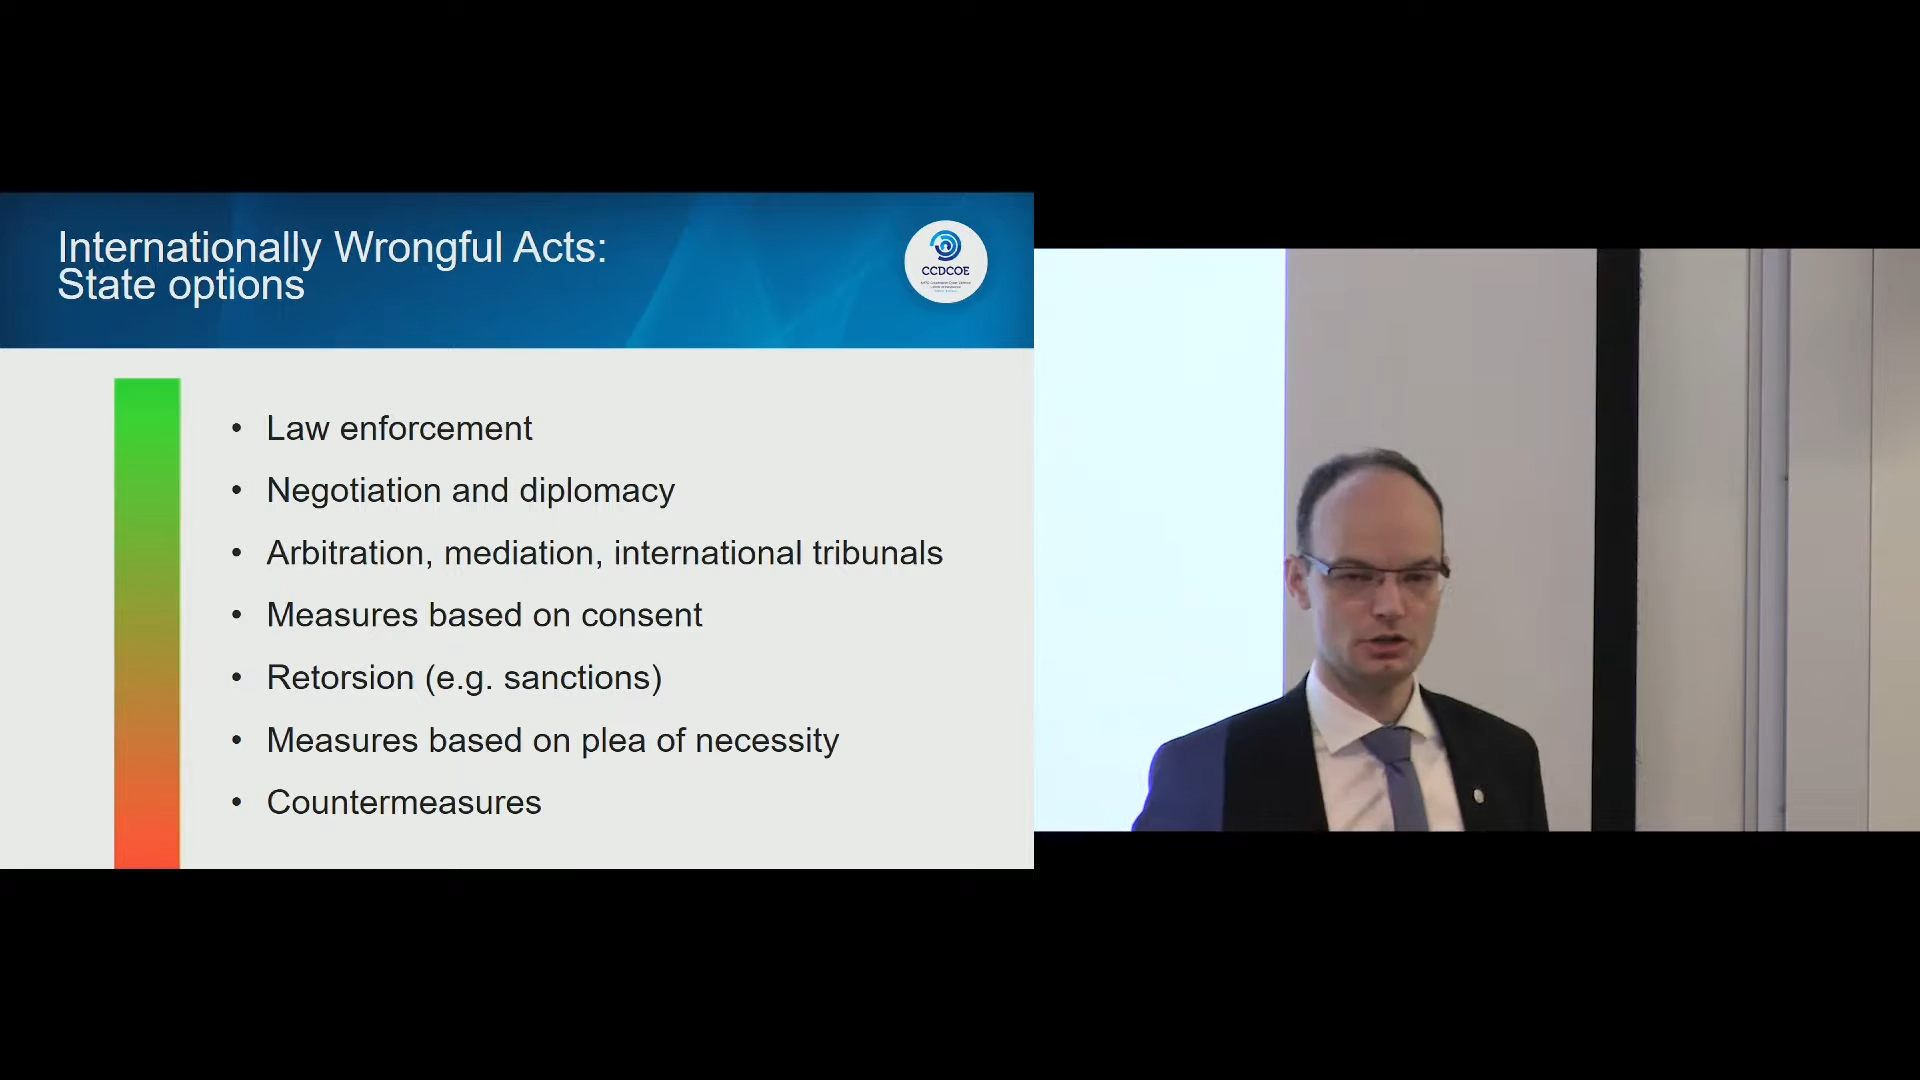 Internationally Wrongful Acts:
State options
CCDCOE
• Law enforcement
• Negotiation and diplomacy
• Arbitration, mediation, international tribunals
• Measures based on consent
• Retorsion (e.g. sanctions)
• Measures based on plea of necessity
• Countermeasures